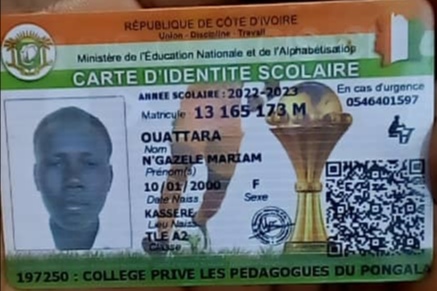 RÉPUBLIQUE DE CÔTE D'IVOIRE
Union - Discipline - Travail
Ministère de l'Éducation Nationale et de l'Alphabétisation
CARTE D'IDENTITE SCOLAIRE
ANNEE SCOLAIRE : 2022-2023
En cas d'urgence
0546401597
Matricule 13 165 173 M
OUATTARA
Nom
N'GAZELE MARIAM
Prénom(s)
10/01/2000 F
Date Naiss Sexe
KASSERE
Lieu Naiss
TLE A2
Classe
197250 : COLLEGE PRIVE LES PEDAGOGUES DU PONGALA